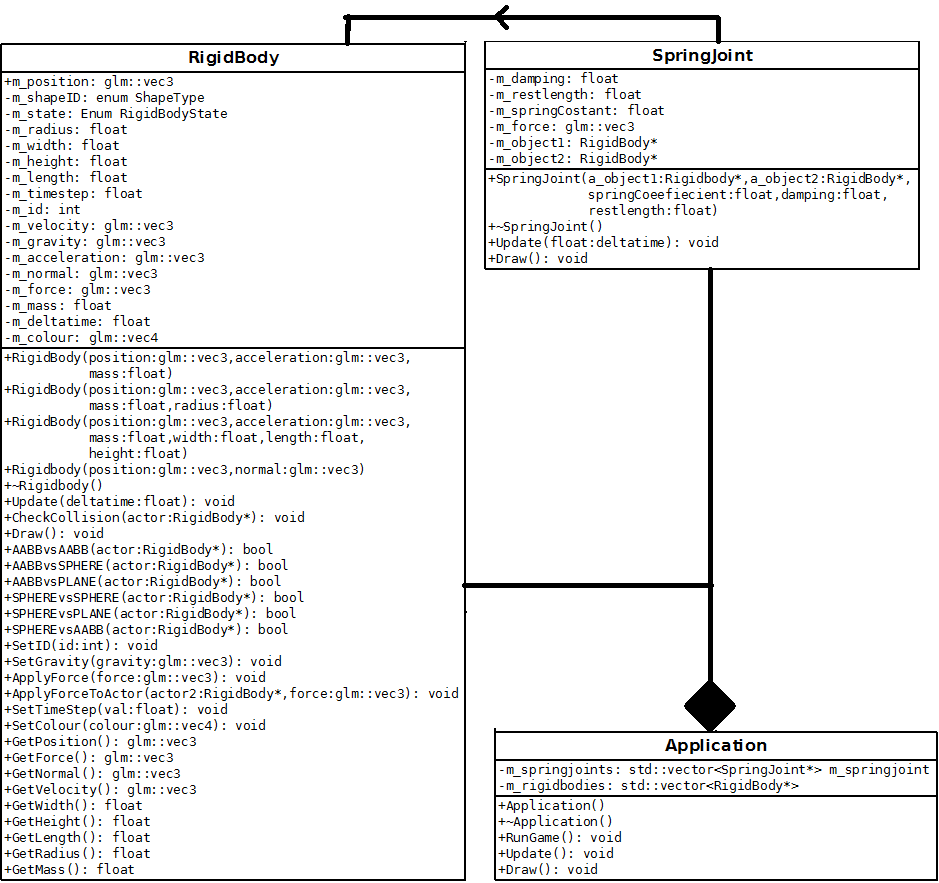 RigidBody
+m_position: glm::vec3
-m_shapeID: enum ShapeType
-m_state: Enum RigidBodyState
-m_radius: float
-m_width: float
-m_height: float
-m_length: float
-m_timestep: float
-m_id: int
-m_velocity: glm::vec3
-m_gravity: glm::vec3
-m_acceleration: glm::vec3
-m_normal: glm::vec3
-m_force: glm::vec3
-m_mass: float
-m_deltatime: float
-m_colour: glm::vec4
+RigidBody(position:glm::vec3,acceleration:glm::vec3,
mass:float)
+RigidBody(position:glm::vec3,acceleration:glm::vec3,
mass:float,radius:float)
+RigidBody(position:glm::vec3,acceleration:glm::vec3,
mass:float,width:float,length:float,
height:float)
+Rigidbody(position:glm::vec3,normal:glm::vec3)
+~Rigidbody()
+Update(deltatime:float): void
+CheckCollision(actor:RigidBody*): void
+Draw(): void
+AABBvsAABB(actor:RigidBody*): bool
+AABBvsSPHERE(actor:RigidBody*): bool
+AABBvsPLANE(actor:RigidBody*): bool
+SPHEREvsSPHERE(actor:RigidBody*): bool
+SPHEREvsPLANE(actor:RigidBody*): bool
+SPHEREvsAABB(actor:RigidBody*): bool
+SetID(id:int): void
+SetGravity(gravity:glm::vec3): void
+ApplyForce(force:glm::vec3): void
+ApplyForceToActor(actor2:RigidBody*,force:glm::vec3): void
+SetTimeStep(val:float): void
+SetColour(colour:glm::vec4): void
+GetPosition(): glm::vec3
+GetForce(): glm::vec3
+GetNormal(): glm::vec3
+GetVelocity(): glm::vec3
+GetWidth(): float
+GetHeight(): float
+GetLength(): float
+GetRadius(): float
+GetMass(): float
SpringJoint
-m_damping: float
-m_restlength: float
-m_springCostant: float
-m_force: glm::vec3
-m_object1: RigidBody*
-m_object2: RigidBody*
+SpringJoint(a_object1:Rigidbody*,a_object2:RigidBody*,
springCoeefiecient:float,damping:float,
restlength:float)
+~SpringJoint()
+Update(float:deltatime): void
+Draw(): void
Application
-m_springjoints: std::vector<SpringJoint*> m_springjoint
-m_rigidbodies: std::vector<RigidBody*>
+Application()
+~Application()
+RunGame(): void
+Update(): void
+Draw(): void